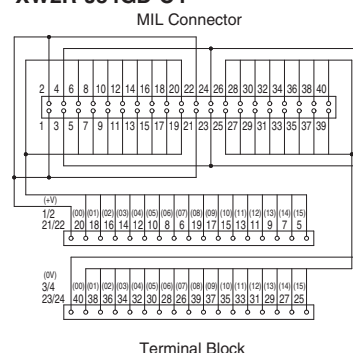 MIL Connector
2 4 6 8 10 12 14 16 18 20 22 24 26 28 30 32 34 36 38 40
1 3 5 7 9 11 13 15 17 19 21 23 25 27 29 31 33 35 37 39
(+V)
1/2 (00) (01) (02) (03) (04) (05) (06) (07) (08) (09) (10) (11) (12) (13) (14) (15)
21/22 20 18 16 14 12 10 8 6 19 17 15 13 11 9 7 5
(0V)
3/4 (00) (01) (02) (03) (04) (05) (06) (07) (08) (09) (10) (11) (12) (13) (14) (15)
23/24 40 38 36 34 32 30 28 26 39 37 35 33 31 29 27 25
Terminal Block